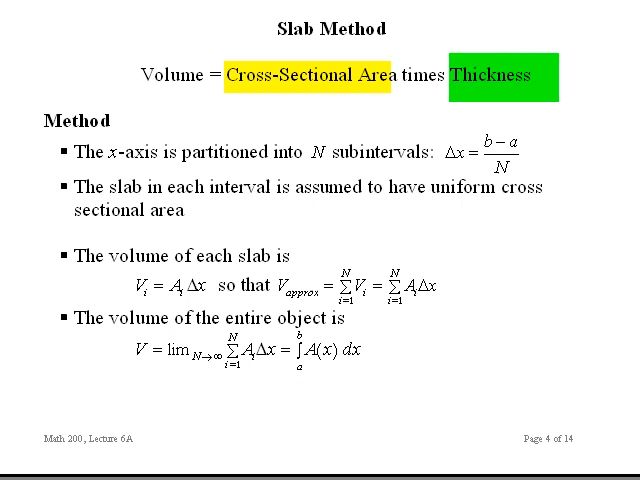 Slab Method
Volume = Cross-Sectional Area times Thickness
Method
▪ The x-axis is partitioned into N subintervals: Δx = (b − a)/N
▪ The slab in each interval is assumed to have uniform cross
sectional area
▪ The volume of each slab is
V_i = A_i Δx so that V_approx = ∑_{i=1}^{N} V_i = ∑_{i=1}^{N} A_i Δx
▪ The volume of the entire object is
V = lim_{N→∞} ∑_{i=1}^{N} A_i Δx = ∫_a^b A(x) dx
Math 200, Lecture 6A
Page 4 of 14